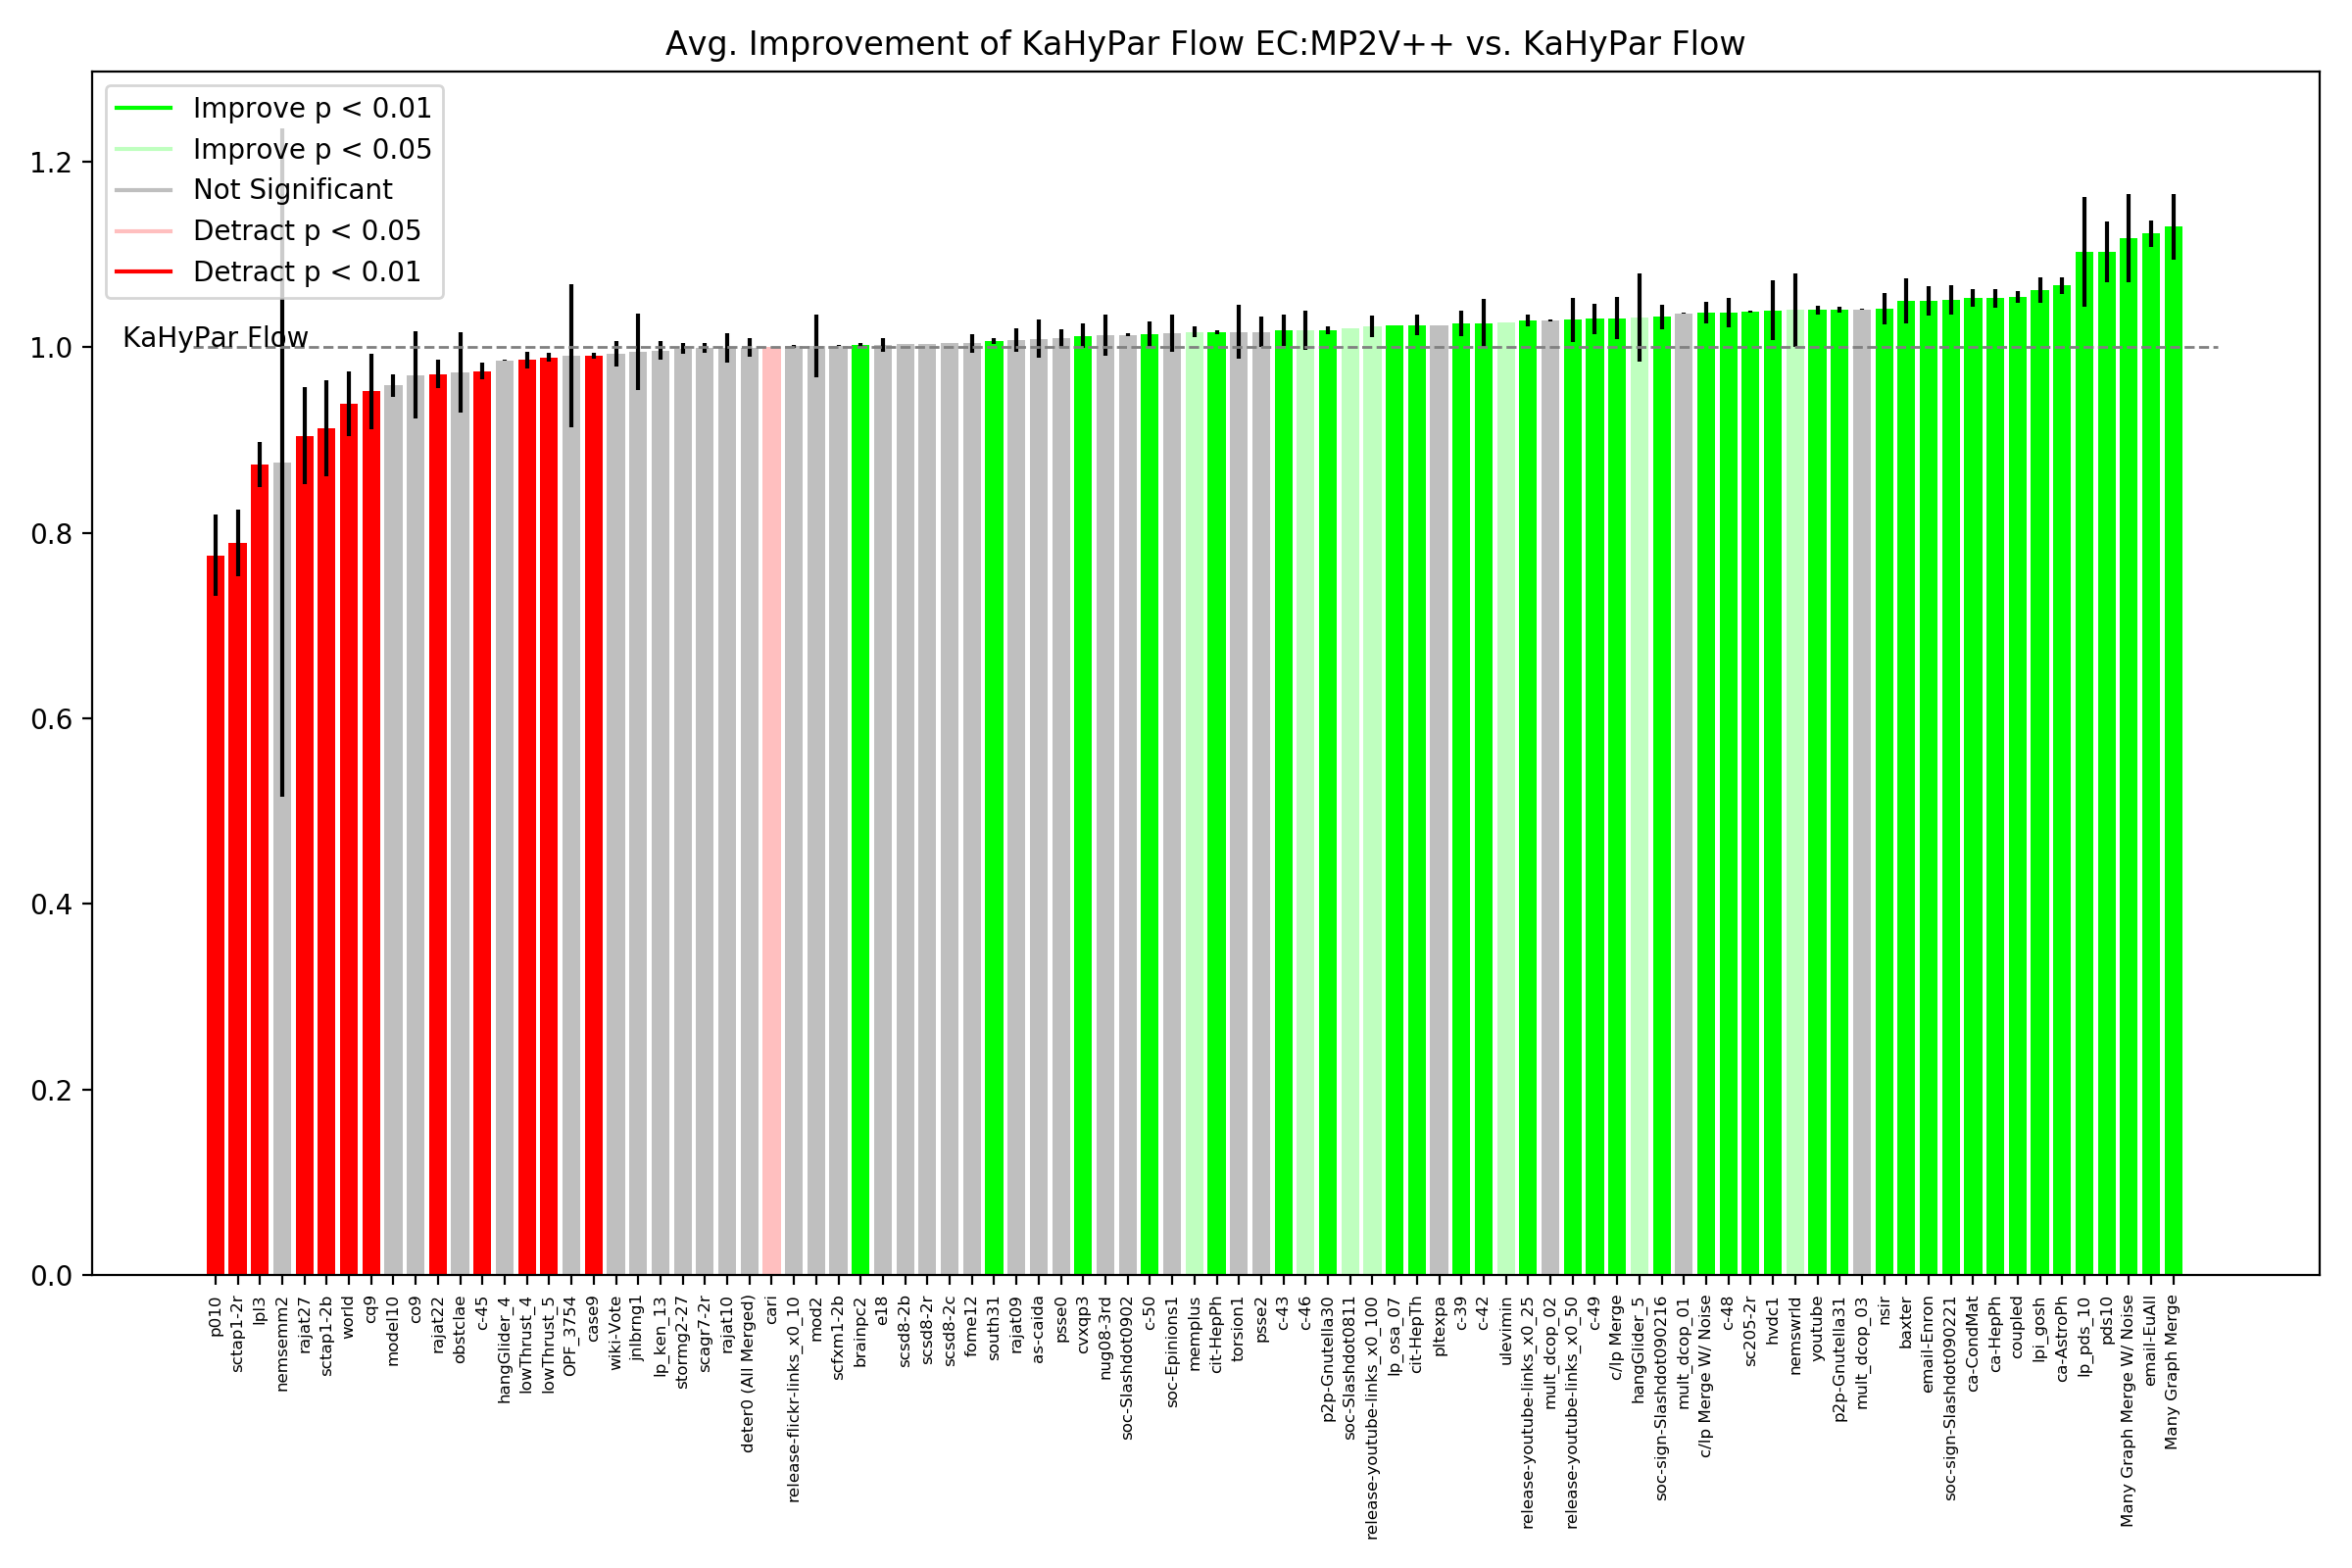 Avg. Improvement of KaHyPar Flow EC:MP2V++ vs. KaHyPar Flow
Improve p < 0.01
Improve p < 0.05
Not Significant
Detract p < 0.05
Detract p < 0.01
KaHyPar Flow
1.2
1.0
0.8
0.6
0.4
0.2
0.0
p010
sctap1-2r
lpl3
nemsemm2
rajat27
sctap1-2b
world
cq9
model10
co9
rajat22
obstclae
c-45
hangGlider_4
lowThrust_4
lowThrust_5
OPF_3754
case9
wiki-Vote
jnlbrng1
lp_ken_13
stormg2-27
scagr7-2r
rajat10
deter0 (All Merged)
cari
release-flickr-links_x0_10
mod2
scfxm1-2b
brainpc2
e18
scsd8-2b
scsd8-2r
scsd8-2c
fome12
south31
rajat09
as-caida
psse0
cvxqp3
nug08-3rd
soc-Slashdot0902
c-50
soc-Epinions1
memplus
cit-HepPh
torsion1
psse2
c-43
c-46
p2p-Gnutella30
soc-Slashdot0811
release-youtube-links_x0_100
lp_osa_07
cit-HepTh
pltexpa
c-39
c-42
ulevimin
release-youtube-links_x0_25
mult_dcop_02
release-youtube-links_x0_50
c-49
c/lp Merge
hangGlider_5
soc-sign-Slashdot090216
mult_dcop_01
c/lp Merge W/ Noise
c-48
sc205-2r
hvdc1
nemswrld
youtube
p2p-Gnutella31
mult_dcop_03
nsir
baxter
email-Enron
soc-sign-Slashdot090221
ca-CondMat
ca-HepPh
coupled
lpi_gosh
ca-AstroPh
lp_pds_10
pds10
Many Graph Merge W/ Noise
email-EuAll
Many Graph Merge